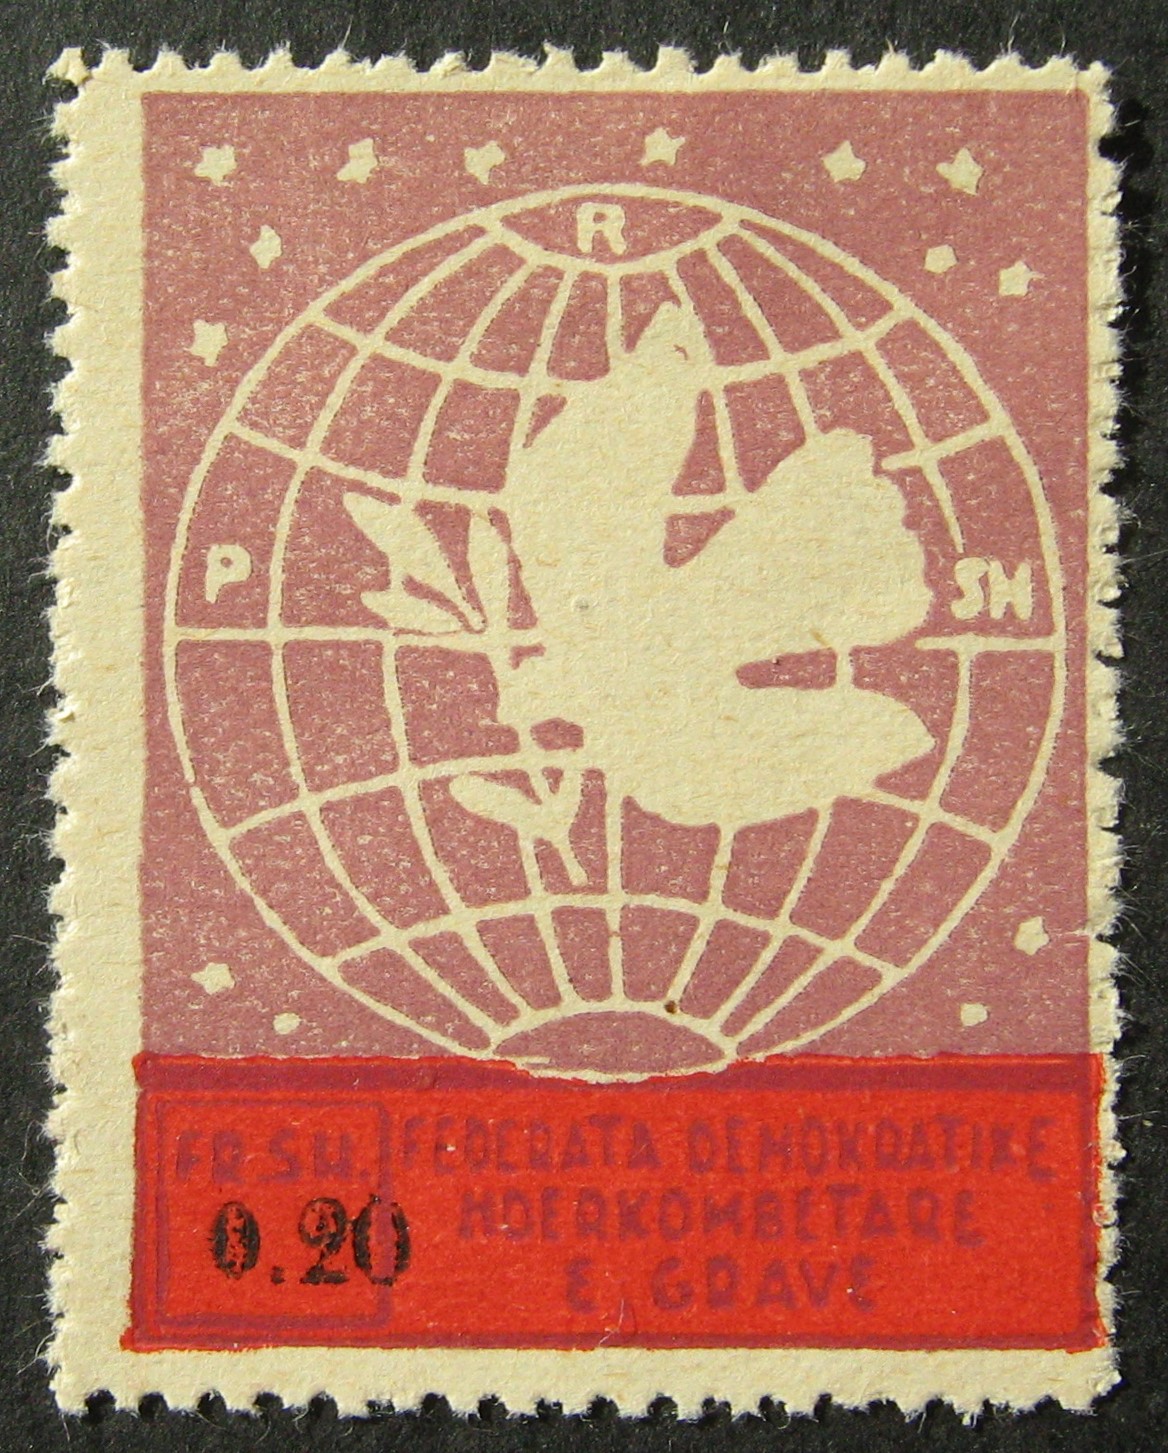 R
P
SH
FR.SH.
0.20
FEDERATA DEMOKRATIKE
NDERKOMBETARE
E GRAVE